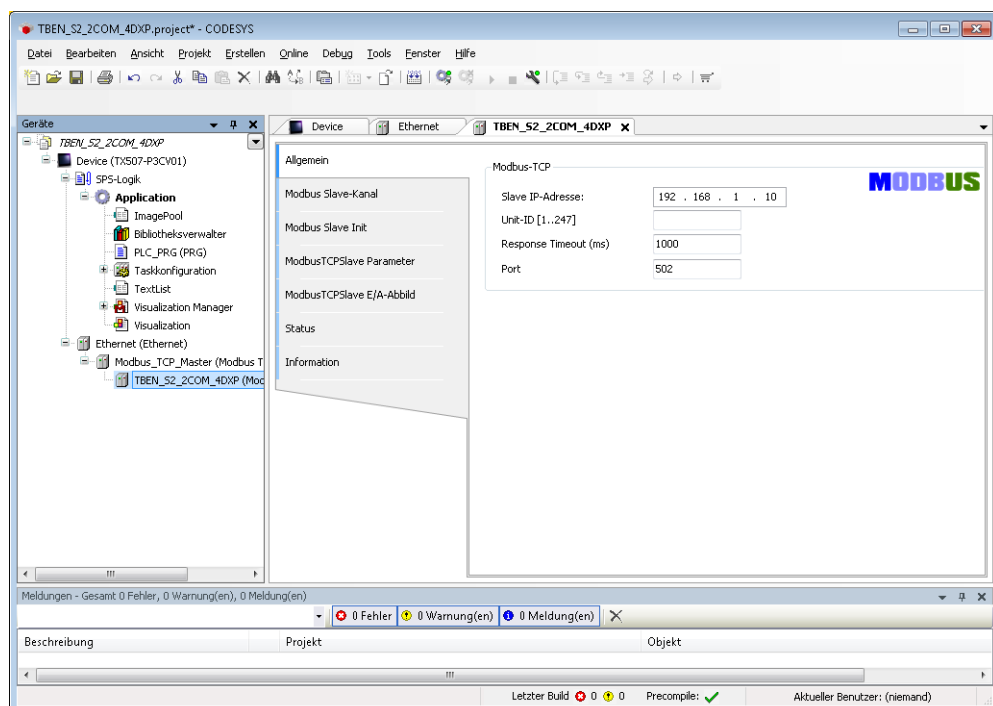 TBEN_S2_2COM_4DXP.project* - CODESYS
Datei Bearbeiten Ansicht Projekt Erstellen Online Debug Tools Fenster Hilfe
Geräte
TBEN_S2_2COM_4DXP
Device (TX507-P3CV01)
SPS-Logik
Application
ImagePool
Bibliotheksverwalter
PLC_PRG (PRG)
Taskkonfiguration
TextList
Visualization Manager
Visualization
Ethernet (Ethernet)
Modbus_TCP_Master (Modbus T
TBEN_S2_2COM_4DXP (Moc
Device Ethernet TBEN_S2_2COM_4DXP
Allgemein
Modbus Slave-Kanal
Modbus Slave Init
ModbusTCPSlave Parameter
ModbusTCPSlave E/A-Abbild
Status
Information
Modbus-TCP
MODBUS
Slave IP-Adresse: 192 . 168 . 1 . 10
Unit-ID [1..247]
Response Timeout (ms) 1000
Port 502
Meldungen - Gesamt 0 Fehler, 0 Warnung(en), 0 Meldung(en)
0 Fehler 0 Warnung(en) 0 Meldung(en)
Beschreibung Projekt Objekt
Letzter Build 0 0 Precompile: Aktueller Benutzer: (niemand)